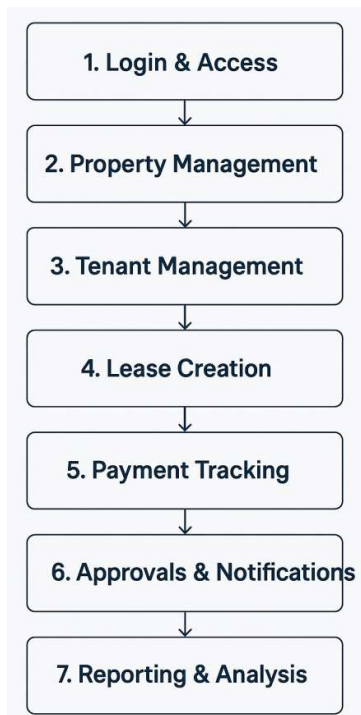 1. Login & Access
2. Property Management
3. Tenant Management
4. Lease Creation
5. Payment Tracking
6. Approvals & Notifications
7. Reporting & Analysis